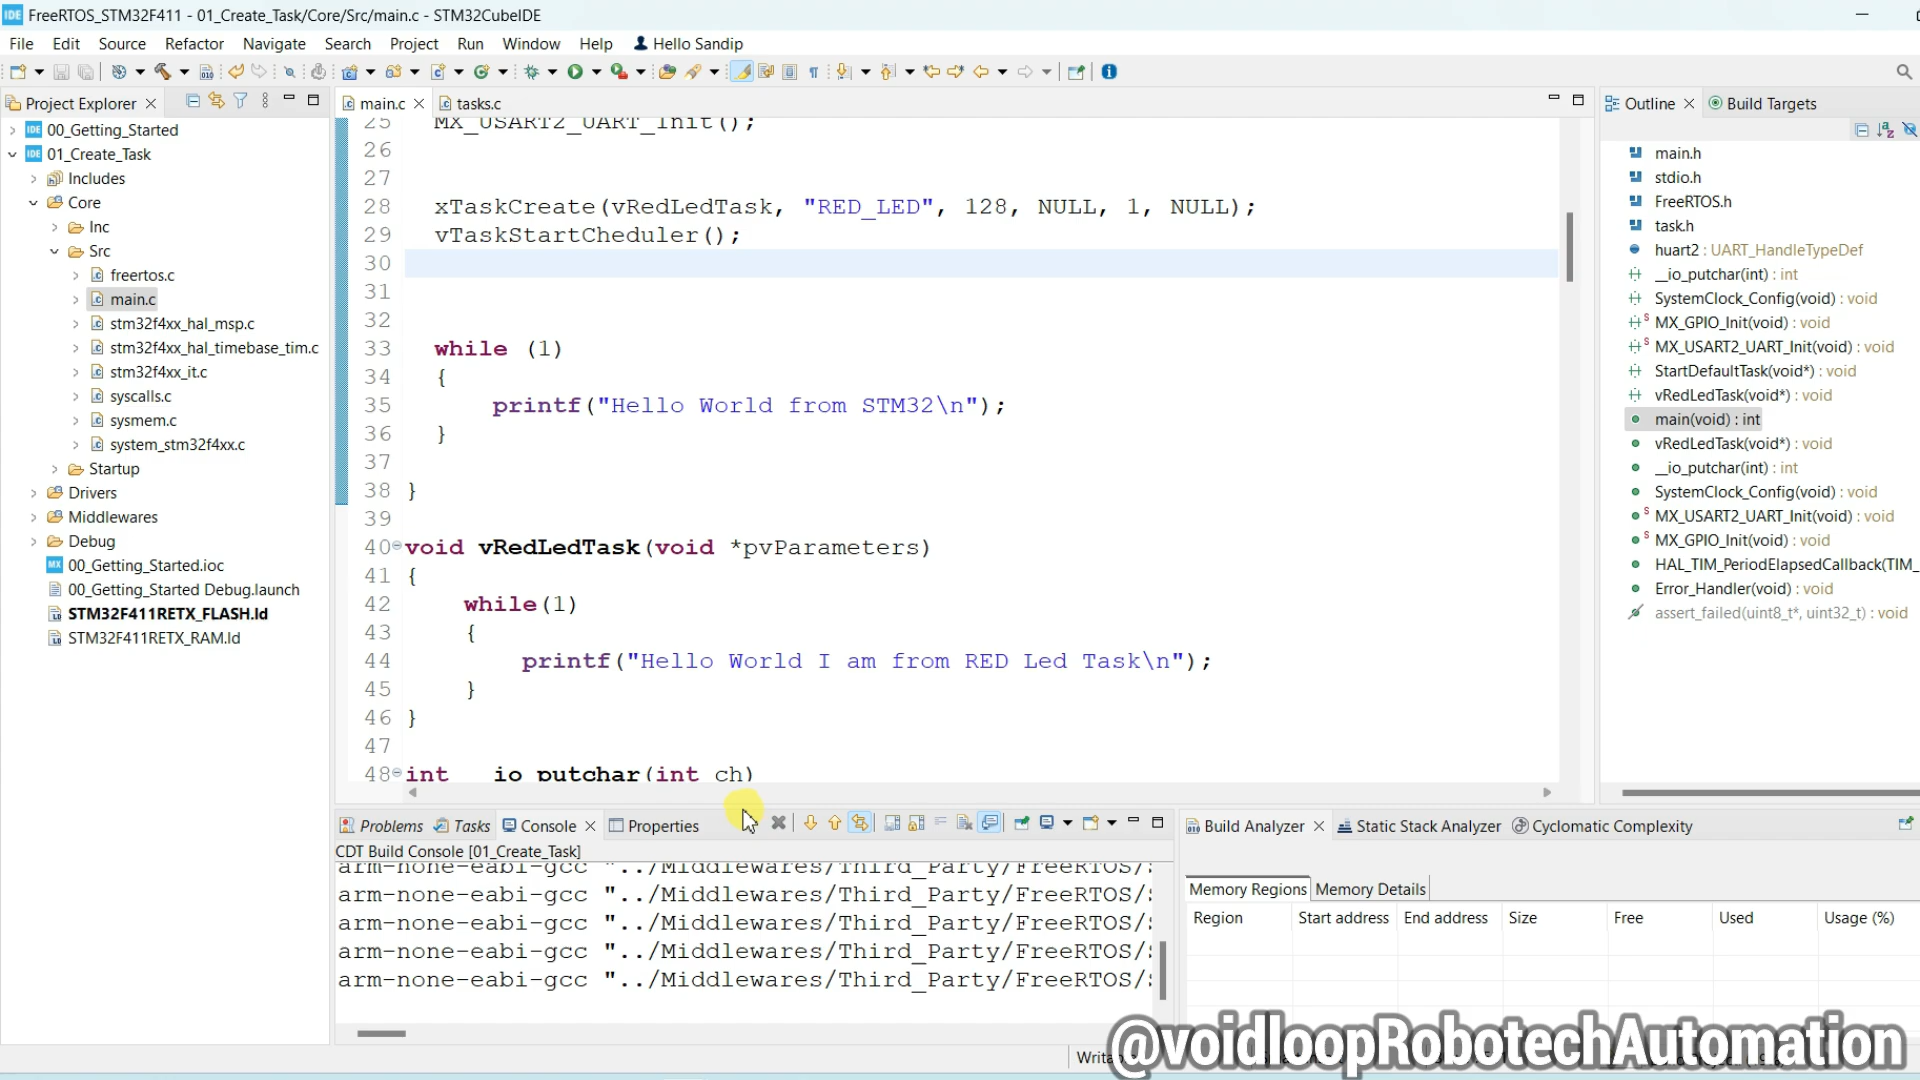 IDE FreeRTOS_STM32F411 - 01_Create_Task/Core/Src/main.c - STM32CubeIDE
File Edit Source Refactor Navigate Search Project Run Window Help Hello Sandip
Project Explorer
main.c
tasks.c
Outline
Build Targets
IDE 00_Getting_Started
IDE 01_Create_Task
Includes
Core
Inc
Src
freertos.c
main.c
stm32f4xx_hal_msp.c
stm32f4xx_hal_timebase_tim.c
stm32f4xx_it.c
syscalls.c
sysmem.c
system_stm32f4xx.c
Startup
Drivers
Middlewares
Debug
MX 00_Getting_Started.ioc
00_Getting_Started Debug.launch
STM32F411RETX_FLASH.ld
STM32F411RETX_RAM.ld
25 MX_USART2_UART_Init();
26
27
28 xTaskCreate(vRedLedTask, "RED_LED", 128, NULL, 1, NULL);
29 vTaskStartCheduler();
30
31
32
33 while (1)
34 {
35 printf("Hello World from STM32\n");
36 }
37
38 }
39
40 void vRedLedTask(void *pvParameters)
41 {
42 while(1)
43 {
44 printf("Hello World I am from RED Led Task\n");
45 }
46 }
47
48 int __io_putchar(int ch)
main.h
stdio.h
FreeRTOS.h
task.h
huart2 : UART_HandleTypeDef
__io_putchar(int) : int
SystemClock_Config(void) : void
MX_GPIO_Init(void) : void
MX_USART2_UART_Init(void) : void
StartDefaultTask(void*) : void
vRedLedTask(void*) : void
main(void) : int
vRedLedTask(void*) : void
__io_putchar(int) : int
SystemClock_Config(void) : void
MX_USART2_UART_Init(void) : void
MX_GPIO_Init(void) : void
HAL_TIM_PeriodElapsedCallback(TIM_
Error_Handler(void) : void
assert_failed(uint8_t*, uint32_t) : void
Problems Tasks Console Properties
CDT Build Console [01_Create_Task]
arm-none-eabi-gcc "../Middlewares/Third_Party/FreeRTOS/
arm-none-eabi-gcc "../Middlewares/Third_Party/FreeRTOS/
arm-none-eabi-gcc "../Middlewares/Third_Party/FreeRTOS/
arm-none-eabi-gcc "../Middlewares/Third_Party/FreeRTOS/
arm-none-eabi-gcc "../Middlewares/Third_Party/FreeRTOS/
Build Analyzer Static Stack Analyzer Cyclomatic Complexity
Memory Regions Memory Details
Region Start address End address Size Free Used Usage (%)
@voidloopRobotechAutomation